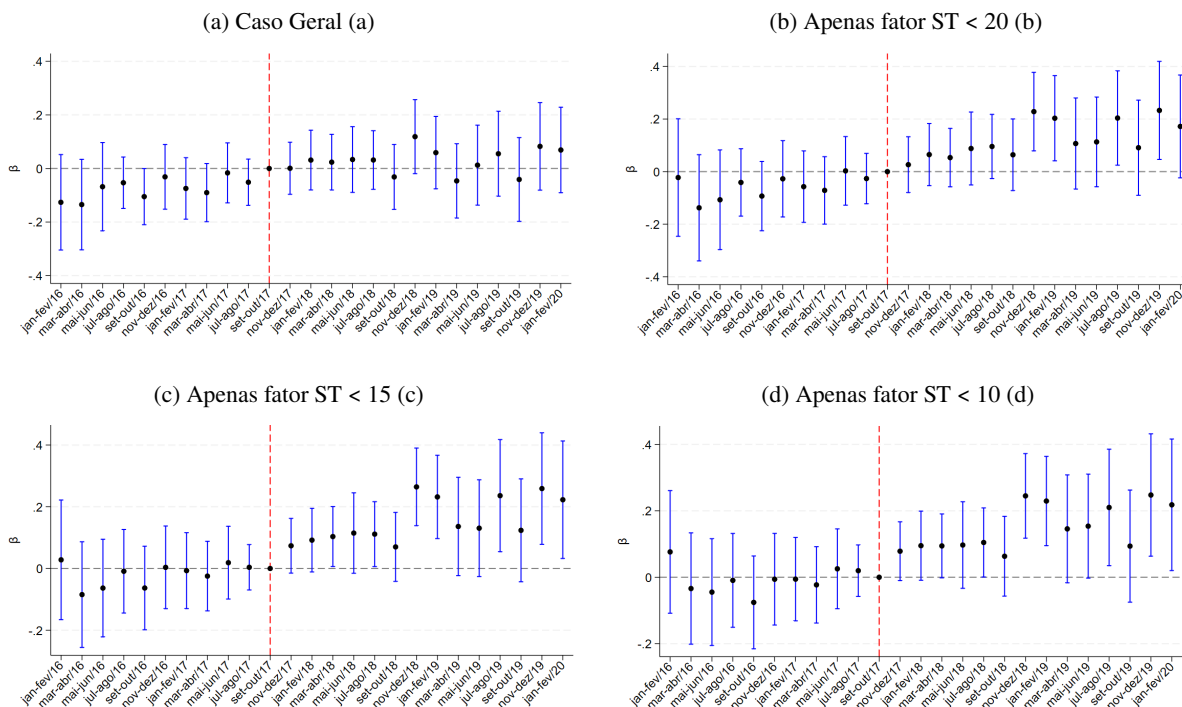 (a) Caso Geral (a)
.4
.2
0
-.2
-.4
β
jan-fev/16
mar-abr/16
mai-jun/16
jul-ago/16
set-out/16
nov-dez/16
jan-fev/17
mar-abr/17
mai-jun/17
jul-ago/17
set-out/17
nov-dez/17
jan-fev/18
mar-abr/18
mai-jun/18
jul-ago/18
set-out/18
nov-dez/18
jan-fev/19
mar-abr/19
mai-jun/19
jul-ago/19
set-out/19
nov-dez/19
jan-fev/20
(b) Apenas fator ST < 20 (b)
.4
.2
0
-.2
-.4
β
jan-fev/16
mar-abr/16
mai-jun/16
jul-ago/16
set-out/16
nov-dez/16
jan-fev/17
mar-abr/17
mai-jun/17
jul-ago/17
set-out/17
nov-dez/17
jan-fev/18
mar-abr/18
mai-jun/18
jul-ago/18
set-out/18
nov-dez/18
jan-fev/19
mar-abr/19
mai-jun/19
jul-ago/19
set-out/19
nov-dez/19
jan-fev/20
(c) Apenas fator ST < 15 (c)
.4
.2
0
-.2
β
jan-fev/16
mar-abr/16
mai-jun/16
jul-ago/16
set-out/16
nov-dez/16
jan-fev/17
mar-abr/17
mai-jun/17
jul-ago/17
set-out/17
nov-dez/17
jan-fev/18
mar-abr/18
mai-jun/18
jul-ago/18
set-out/18
nov-dez/18
jan-fev/19
mar-abr/19
mai-jun/19
jul-ago/19
set-out/19
nov-dez/19
jan-fev/20
(d) Apenas fator ST < 10 (d)
.4
.2
0
-.2
β
jan-fev/16
mar-abr/16
mai-jun/16
jul-ago/16
set-out/16
nov-dez/16
jan-fev/17
mar-abr/17
mai-jun/17
jul-ago/17
set-out/17
nov-dez/17
jan-fev/18
mar-abr/18
mai-jun/18
jul-ago/18
set-out/18
nov-dez/18
jan-fev/19
mar-abr/19
mai-jun/19
jul-ago/19
set-out/19
nov-dez/19
jan-fev/20